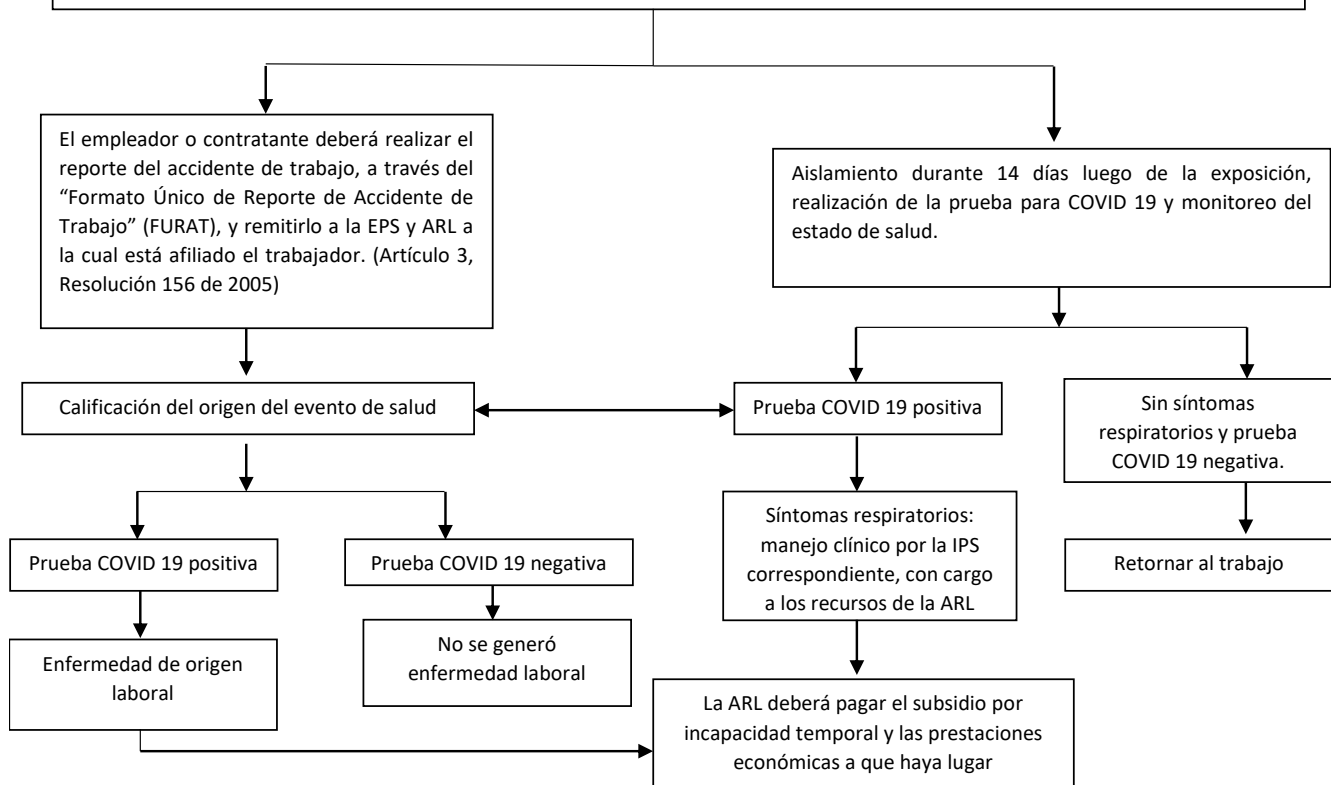 El empleador o contratante deberá realizar el
reporte del accidente de trabajo, a través del
“Formato Único de Reporte de Accidente de
Trabajo” (FURAT), y remitirlo a la EPS y ARL a
la cual está afiliado el trabajador. (Artículo 3,
Resolución 156 de 2005)
Aislamiento durante 14 días luego de la exposición,
realización de la prueba para COVID 19 y monitoreo del
estado de salud.
Calificación del origen del evento de salud
Prueba COVID 19 positiva
Sin síntomas
respiratorios y prueba
COVID 19 negativa.
Prueba COVID 19 positiva
Prueba COVID 19 negativa
Síntomas respiratorios:
manejo clínico por la IPS
correspondiente, con cargo
a los recursos de la ARL
Retornar al trabajo
Enfermedad de origen
laboral
No se generó
enfermedad laboral
La ARL deberá pagar el subsidio por
incapacidad temporal y las prestaciones
económicas a que haya lugar